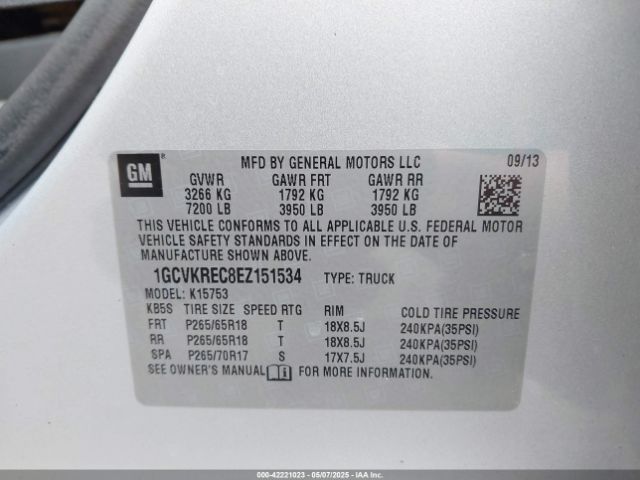 GM ®
MFD BY GENERAL MOTORS LLC 09/13
GVWR GAWR FRT GAWR RR
3266 KG 1792 KG 1792 KG
7200 LB 3950 LB 3950 LB
THIS VEHICLE CONFORMS TO ALL APPLICABLE U.S. FEDERAL MOTOR
VEHICLE SAFETY STANDARDS IN EFFECT ON THE DATE OF
MANUFACTURE SHOWN ABOVE.
1GCVKREC8EZ151534 TYPE: TRUCK
MODEL: K15753
KB5S TIRE SIZE SPEED RTG RIM COLD TIRE PRESSURE
FRT P265/65R18 T 18X8.5J 240KPA(35PSI)
RR P265/65R18 T 18X8.5J 240KPA(35PSI)
SPA P265/70R17 S 17X7.5J 240KPA(35PSI)
SEE OWNER'S MANUAL FOR MORE INFORMATION.
000-42221023 - 05/07/2025 - IAAI.COM